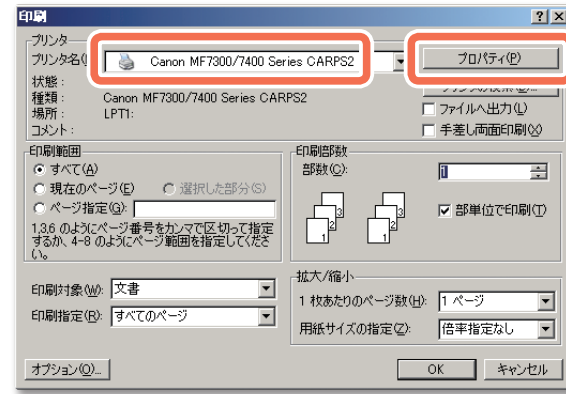 印刷
プリンタ
プリンタ名(
Canon MF7300/7400 Series CARPS2
プロパティ(P)
状態:
種類: Canon MF7300/7400 Series CARPS2
場所: LPT1:
コメント:
ファイルへ出力(L)
手差し両面印刷(X)
印刷範囲
すべて(A)
現在のページ(E)
選択した部分(S)
ページ指定(G):
1,3,6 のようにページ番号をカンマで区切って指定
するか、4-8 のようにページ範囲を指定してくださ
い。
印刷部数
部数(C):
1
1
2
3
1
2
3
部単位で印刷(T)
印刷対象(W): 文書
印刷指定(R): すべてのページ
拡大/縮小
1 枚あたりのページ数(H): 1 ページ
用紙サイズの指定(Z): 倍率指定なし
オプション(O)...
OK
キャンセル